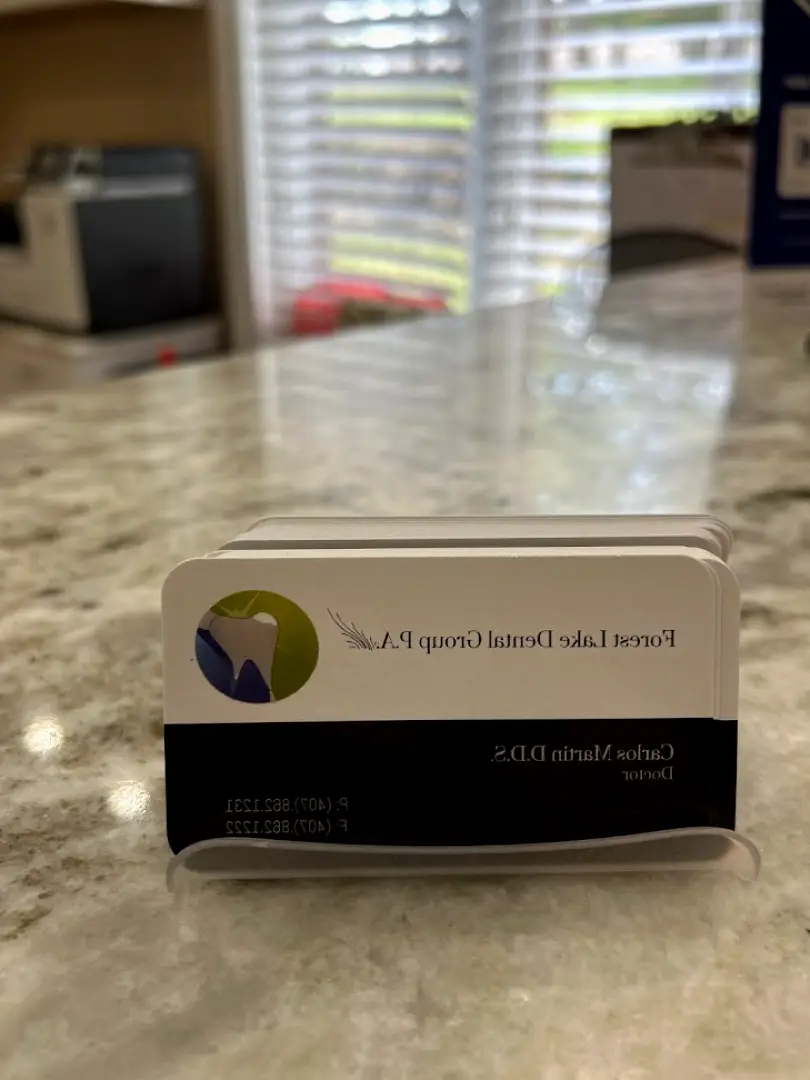 Forest Lake Dental Group P.A.
Carlos Martin D.D.S.
Doctor
P: (407).862.1231
F: (407).862.1222